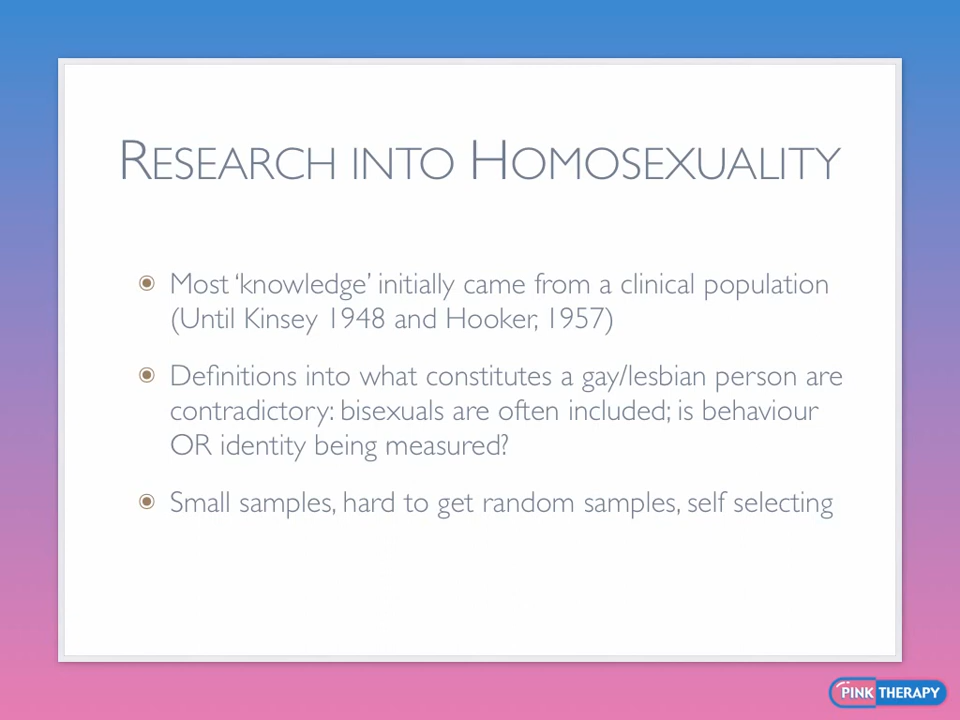 RESEARCH INTO HOMOSEXUALITY
Most ‘knowledge’ initially came from a clinical population
(Until Kinsey 1948 and Hooker, 1957)
Definitions into what constitutes a gay/lesbian person are
contradictory: bisexuals are often included; is behaviour
OR identity being measured?
Small samples, hard to get random samples, self selecting
PINK THERAPY